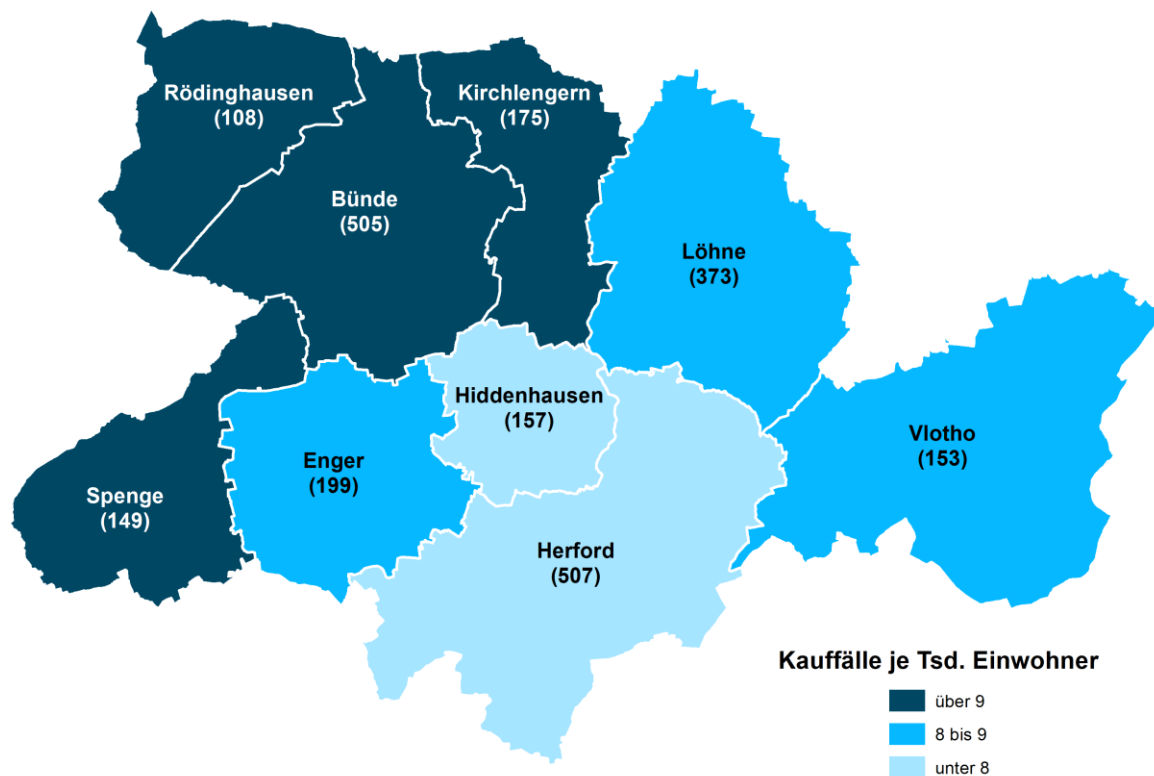 Rödinghausen
(108)
Kirchlengern
(175)
Bünde
(505)
Löhne
(373)
Hiddenhausen
(157)
Vlotho
(153)
Enger
(199)
Spenge
(149)
Herford
(507)
Kauffälle je Tsd. Einwohner
über 9
8 bis 9
unter 8